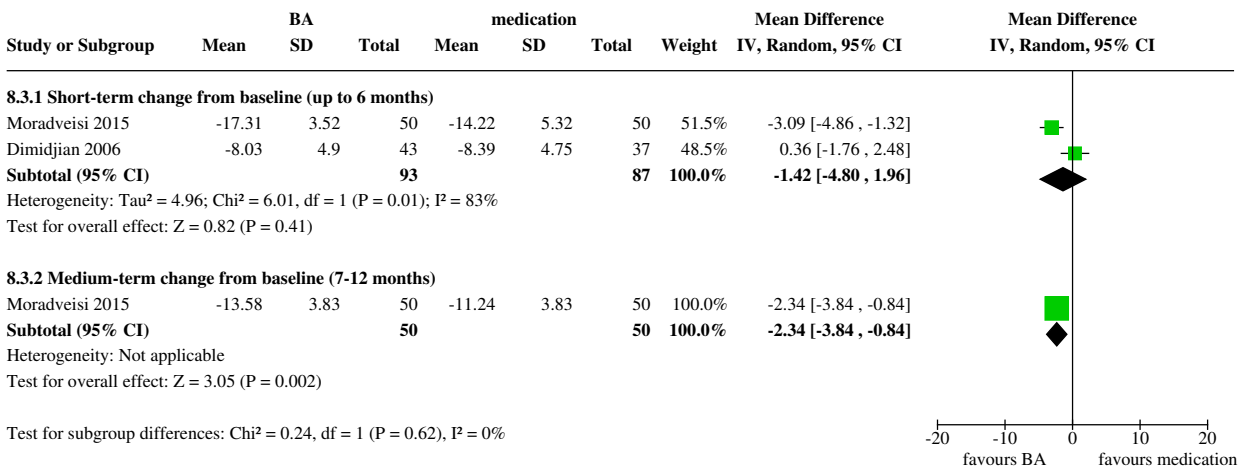 BA medication Mean Difference Mean Difference
Study or Subgroup Mean SD Total Mean SD Total Weight IV, Random, 95% CI IV, Random, 95% CI
8.3.1 Short-term change from baseline (up to 6 months)
Moradveisi 2015 -17.31 3.52 50 -14.22 5.32 50 51.5% -3.09 [-4.86 , -1.32]
Dimidjian 2006 -8.03 4.9 43 -8.39 4.75 37 48.5% 0.36 [-1.76 , 2.48]
Subtotal (95% CI) 93 87 100.0% -1.42 [-4.80 , 1.96]
Heterogeneity: Tau² = 4.96; Chi² = 6.01, df = 1 (P = 0.01); I² = 83%
Test for overall effect: Z = 0.82 (P = 0.41)
8.3.2 Medium-term change from baseline (7-12 months)
Moradveisi 2015 -13.58 3.83 50 -11.24 3.83 50 100.0% -2.34 [-3.84 , -0.84]
Subtotal (95% CI) 50 50 100.0% -2.34 [-3.84 , -0.84]
Heterogeneity: Not applicable
Test for overall effect: Z = 3.05 (P = 0.002)
Test for subgroup differences: Chi² = 0.24, df = 1 (P = 0.62), I² = 0%
-20 -10 0 10 20
favours BA favours medication